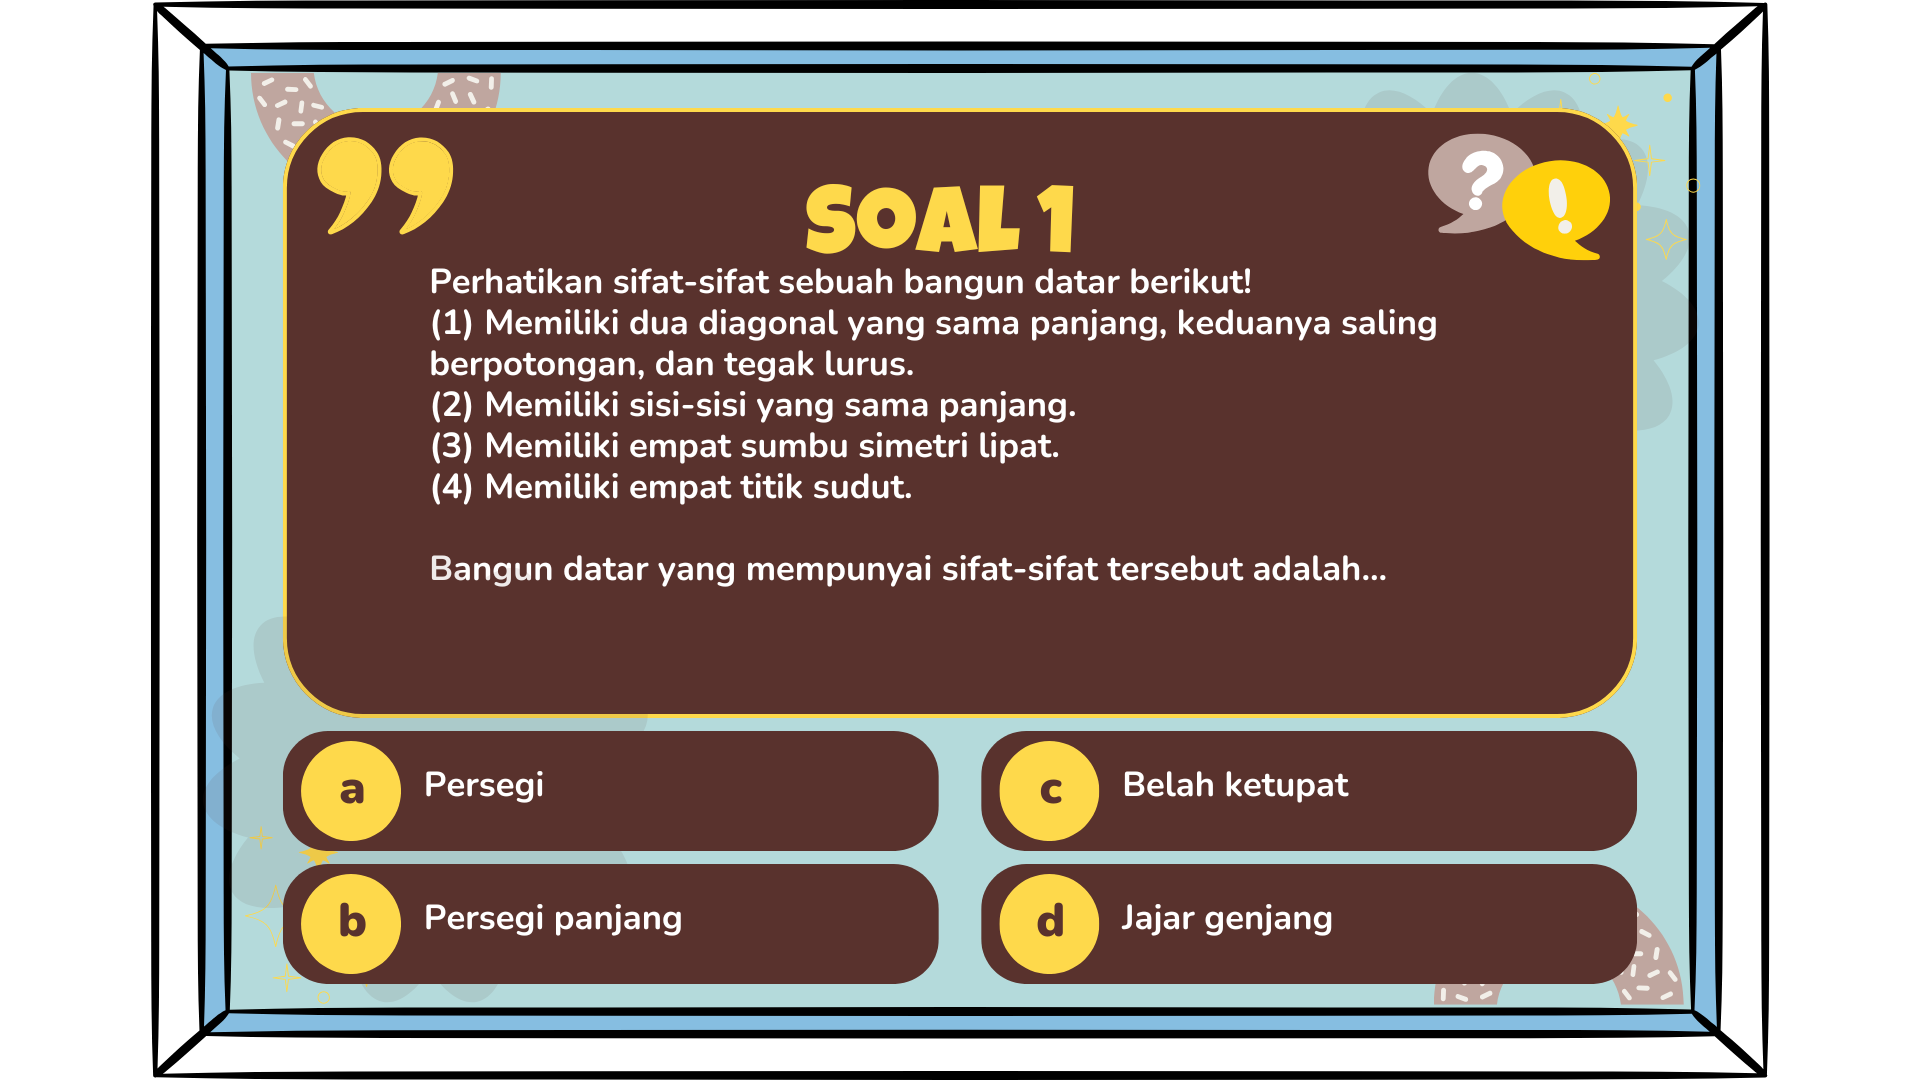 SOAL 1
Perhatikan sifat-sifat sebuah bangun datar berikut!
(1) Memiliki dua diagonal yang sama panjang, keduanya saling
berpotongan, dan tegak lurus.
(2) Memiliki sisi-sisi yang sama panjang.
(3) Memiliki empat sumbu simetri lipat.
(4) Memiliki empat titik sudut.
Bangun datar yang mempunyai sifat-sifat tersebut adalah...
a Persegi
b Persegi panjang
c Belah ketupat
d Jajar genjang